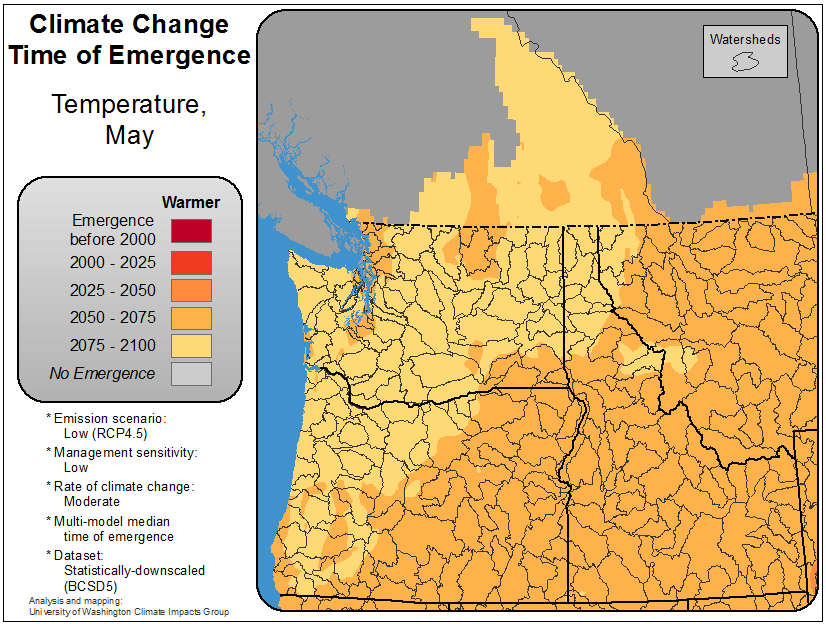 Climate Change
Time of Emergence
Temperature,
May
Warmer
Emergence
before 2000
2000 - 2025
2025 - 2050
2050 - 2075
2075 - 2100
No Emergence
* Emission scenario:
Low (RCP4.5)
* Management sensitivity:
Low
* Rate of climate change:
Moderate
* Multi-model median
time of emergence
* Dataset:
Statistically-downscaled
(BCSD5)
Analysis and mapping:
University of Washington Climate Impacts Group
Watersheds